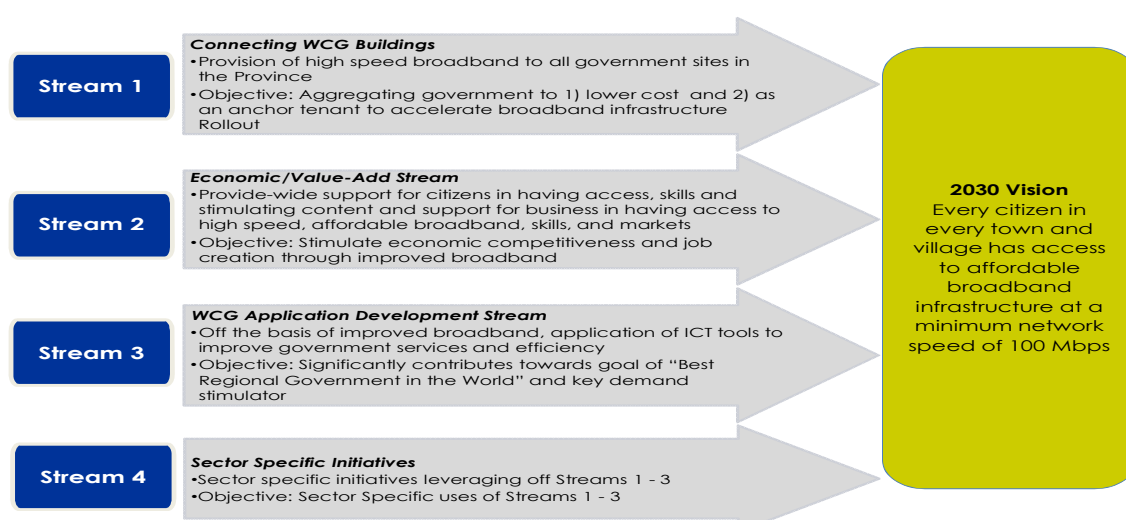 Stream 1
Connecting WCG Buildings
•Provision of high speed broadband to all government sites in
the Province
•Objective: Aggregating government to 1) lower cost and 2) as
an anchor tenant to accelerate broadband infrastructure
Rollout
Stream 2
Economic/Value-Add Stream
•Provide-wide support for citizens in having access, skills and
stimulating content and support for business in having access to
high speed, affordable broadband, skills, and markets
•Objective: Stimulate economic competitiveness and job
creation through improved broadband
Stream 3
WCG Application Development Stream
•Off the basis of improved broadband, application of ICT tools to
improve government services and efficiency
•Objective: Significantly contributes towards goal of “Best
Regional Government in the World” and key demand
stimulator
Stream 4
Sector Specific Initiatives
•Sector specific initiatives leveraging off Streams 1 - 3
•Objective: Sector Specific uses of Streams 1 - 3
2030 Vision
Every citizen in
every town and
village has access
to affordable
broadband
infrastructure at a
minimum network
speed of 100 Mbps